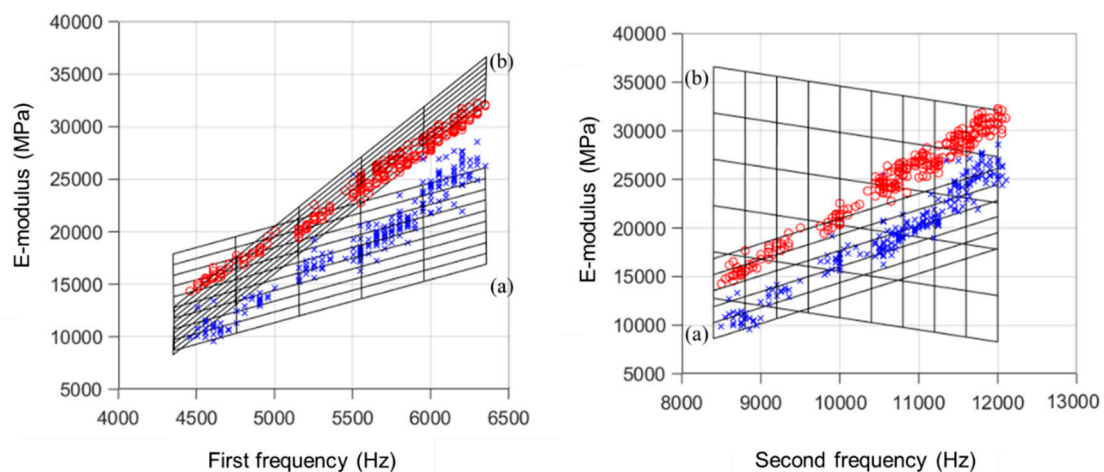 40000
35000
30000
25000
20000
15000
10000
5000
E-modulus (MPa)
(b)
(a)
4000 4500 5000 5500 6000 6500
First frequency (Hz)
40000
35000
30000
25000
20000
15000
10000
5000
E-modulus (MPa)
(b)
(a)
8000 9000 10000 11000 12000 13000
Second frequency (Hz)